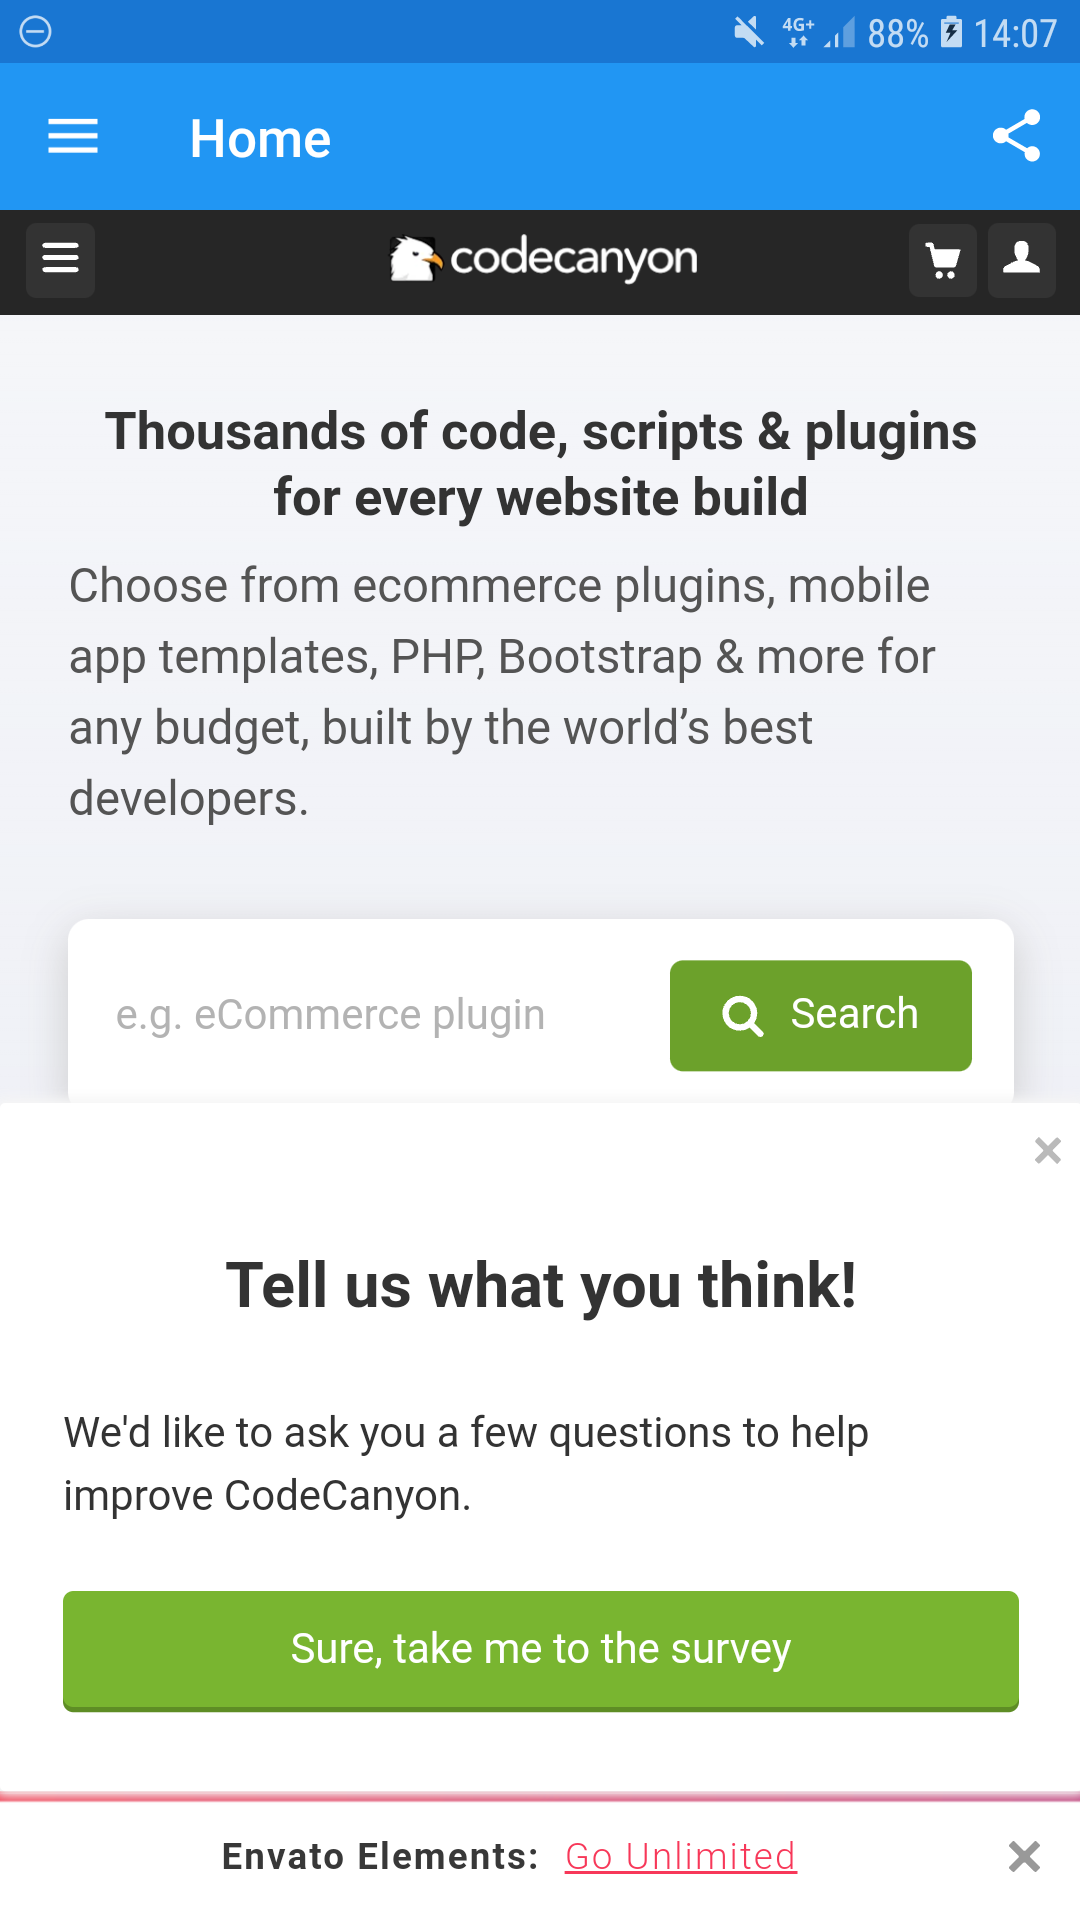 4G+ 88% 14:07
Home
codecanyon
Thousands of code, scripts & plugins
for every website build
Choose from ecommerce plugins, mobile
app templates, PHP, Bootstrap & more for
any budget, built by the world’s best
developers.
e.g. eCommerce plugin Search
Tell us what you think!
We'd like to ask you a few questions to help
improve CodeCanyon.
Sure, take me to the survey
Envato Elements: Go Unlimited